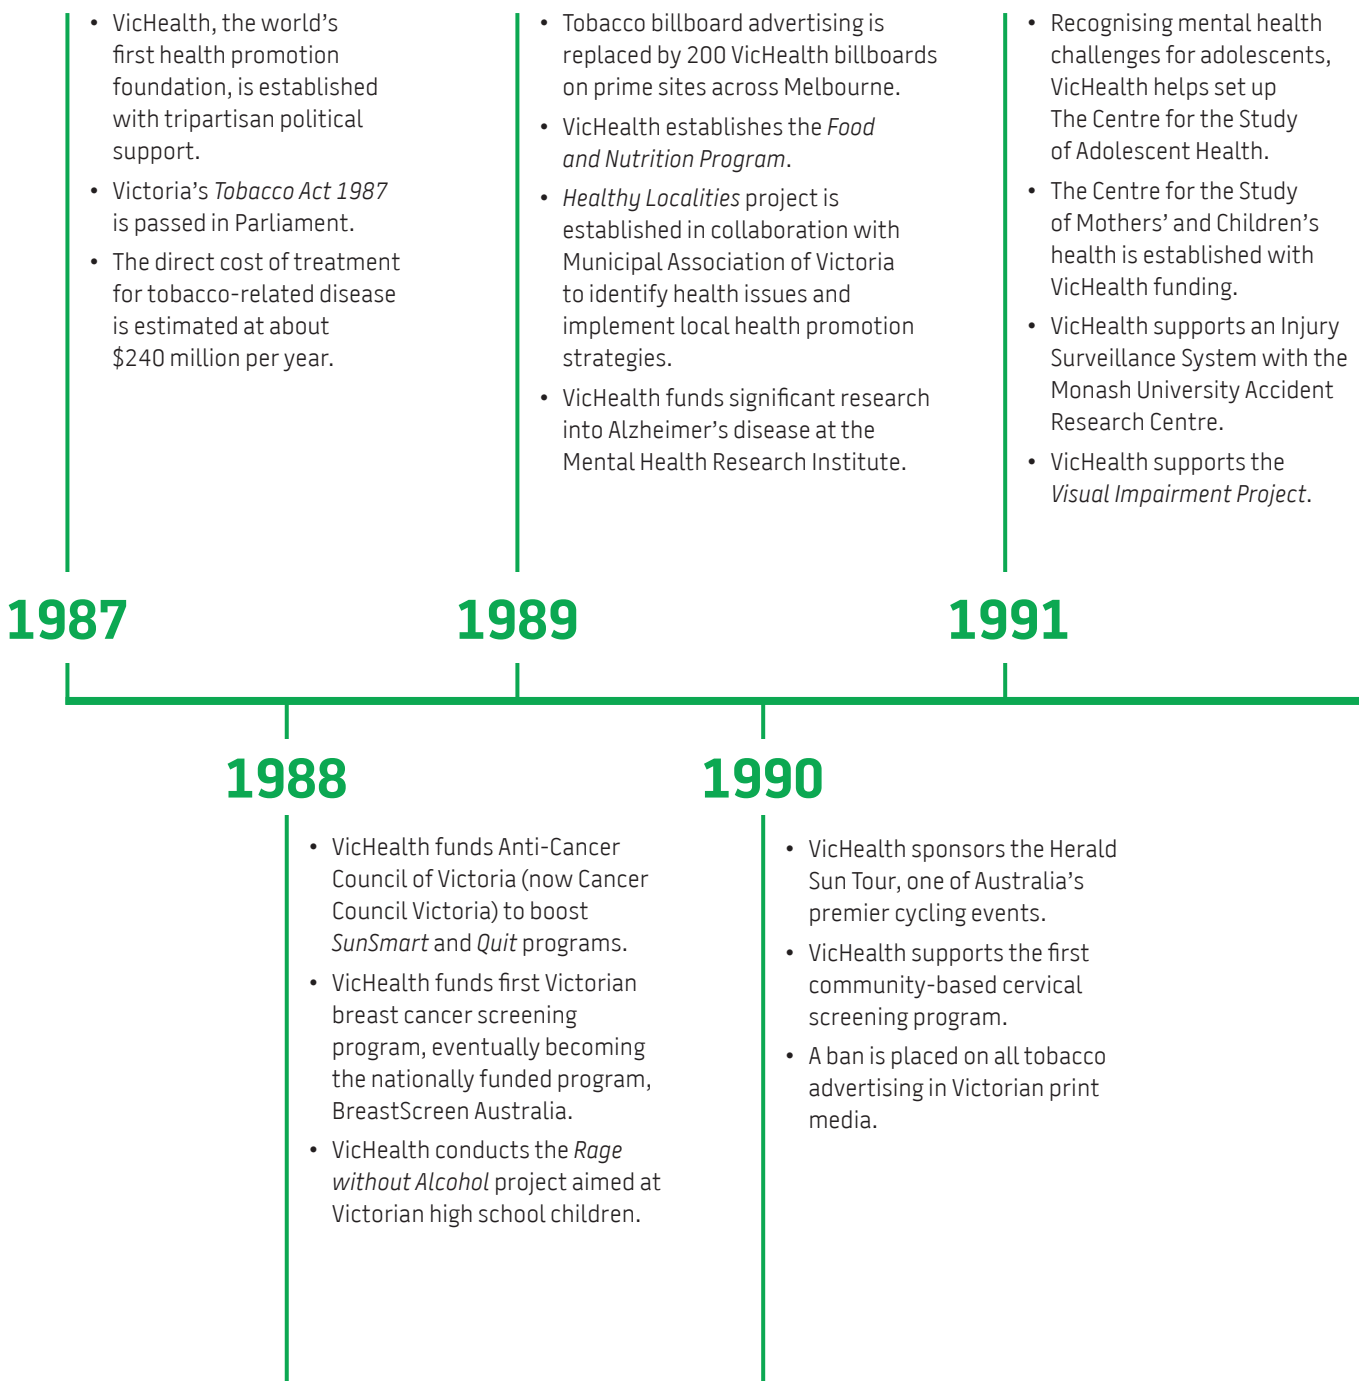 • VicHealth, the world’s
first health promotion
foundation, is established
with tripartisan political
support.
• Victoria’s Tobacco Act 1987
is passed in Parliament.
• The direct cost of treatment
for tobacco-related disease
is estimated at about
$240 million per year.
1987
• VicHealth funds Anti-Cancer
Council of Victoria (now Cancer
Council Victoria) to boost
SunSmart and Quit programs.
• VicHealth funds first Victorian
breast cancer screening
program, eventually becoming
the nationally funded program,
BreastScreen Australia.
• VicHealth conducts the Rage
without Alcohol project aimed at
Victorian high school children.
1988
• Tobacco billboard advertising is
replaced by 200 VicHealth billboards
on prime sites across Melbourne.
• VicHealth establishes the Food
and Nutrition Program.
• Healthy Localities project is
established in collaboration with
Municipal Association of Victoria
to identify health issues and
implement local health promotion
strategies.
• VicHealth funds significant research
into Alzheimer’s disease at the
Mental Health Research Institute.
1989
1990
• VicHealth sponsors the Herald
Sun Tour, one of Australia’s
premier cycling events.
• VicHealth supports the first
community-based cervical
screening program.
• A ban is placed on all tobacco
advertising in Victorian print
media.
• Recognising mental health
challenges for adolescents,
VicHealth helps set up
The Centre for the Study
of Adolescent Health.
• The Centre for the Study
of Mothers’ and Children’s
health is established with
VicHealth funding.
• VicHealth supports an Injury
Surveillance System with the
Monash University Accident
Research Centre.
• VicHealth supports the
Visual Impairment Project.
1991